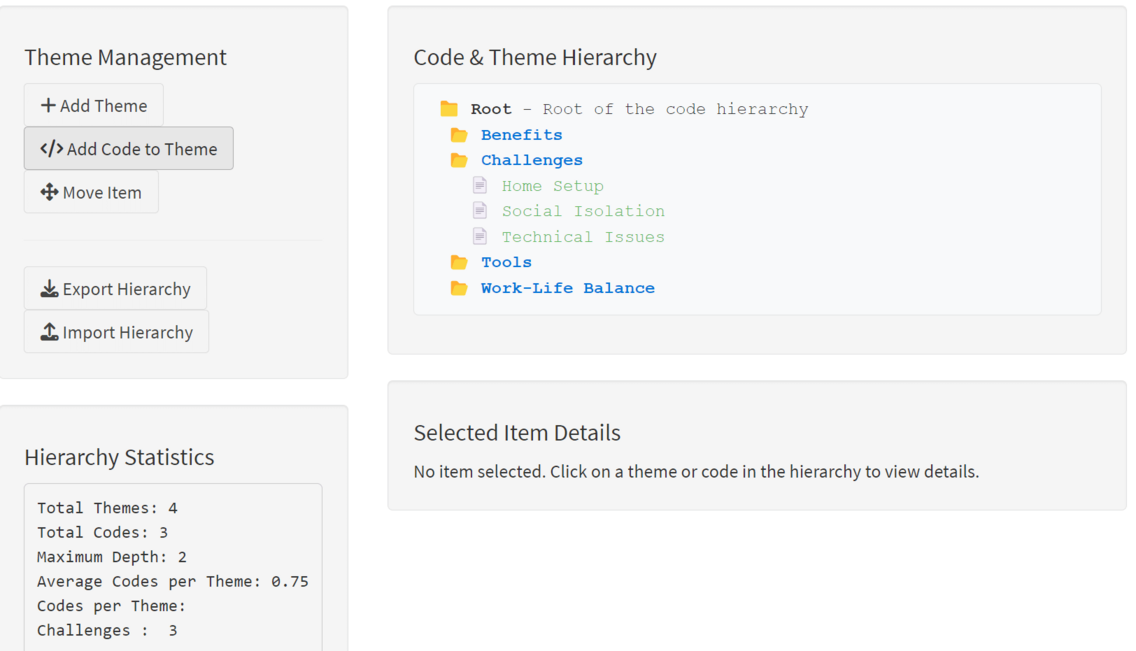 Theme Management
Add Theme
</> Add Code to Theme
Move Item
Export Hierarchy
Import Hierarchy
Hierarchy Statistics
Total Themes: 4
Total Codes: 3
Maximum Depth: 2
Average Codes per Theme: 0.75
Codes per Theme:
Challenges :  3
Code & Theme Hierarchy
Root - Root of the code hierarchy
Benefits
Challenges
Home Setup
Social Isolation
Technical Issues
Tools
Work-Life Balance
Selected Item Details
No item selected. Click on a theme or code in the hierarchy to view details.